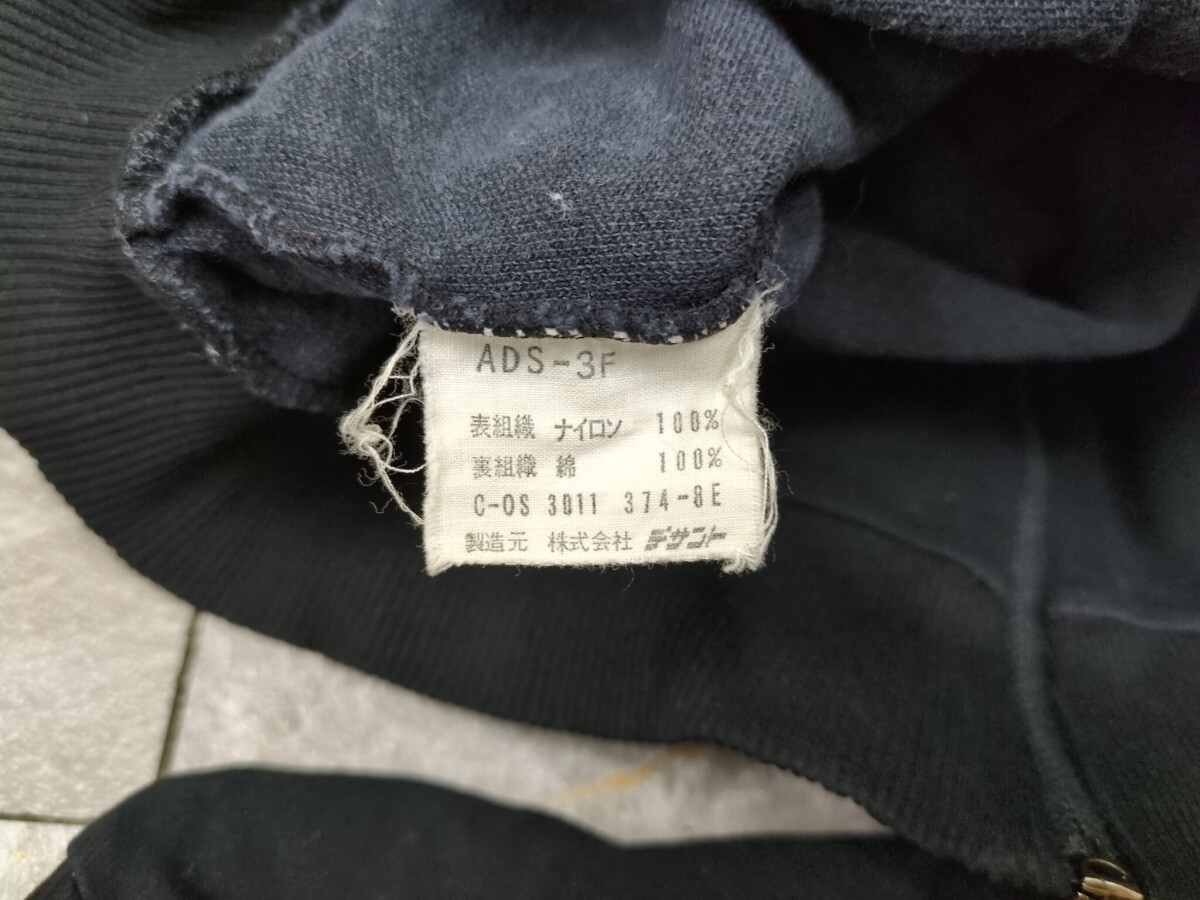 ADS-3F
表組織 ナイロン 100%
裏組織 綿 100%
C-OS 3011 374-8E
製造元 株式会社 デサント